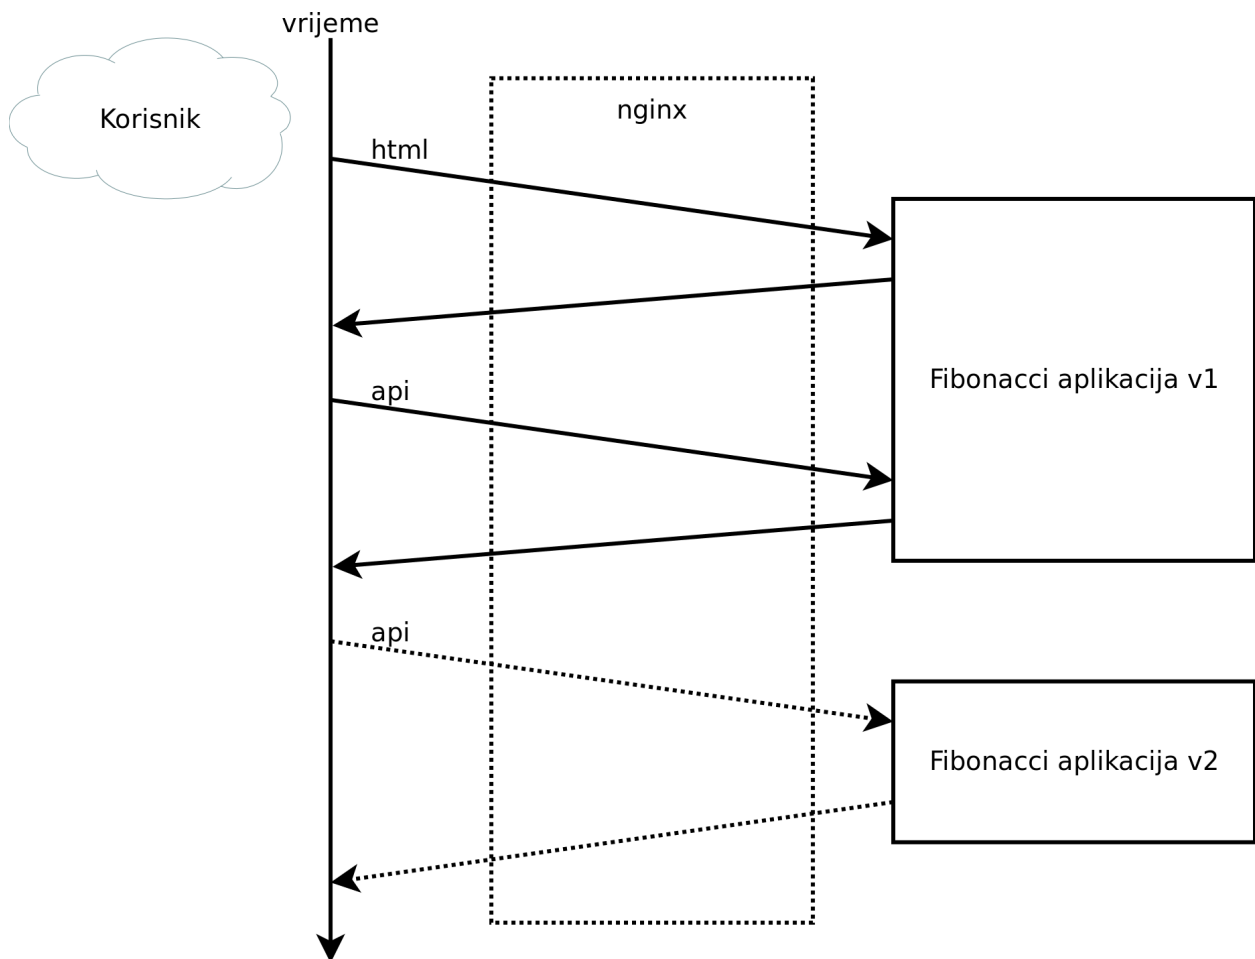 vrijeme
Korisnik
nginx
html
api
Fibonacci aplikacija v1
api
Fibonacci aplikacija v2